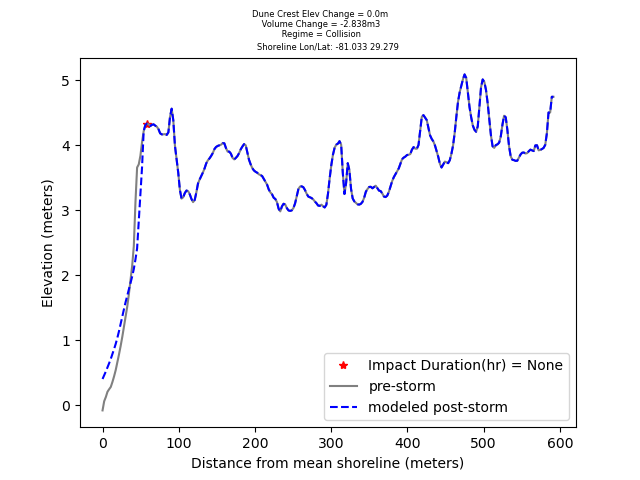 Dune Crest Elev Change = 0.0m
Volume Change = -2.838m3
Regime = Collision
Shoreline Lon/Lat: -81.033 29.279
Elevation (meters)
5
4
3
2
1
0
Impact Duration(hr) = None
pre-storm
modeled post-storm
0 100 200 300 400 500 600
Distance from mean shoreline (meters)